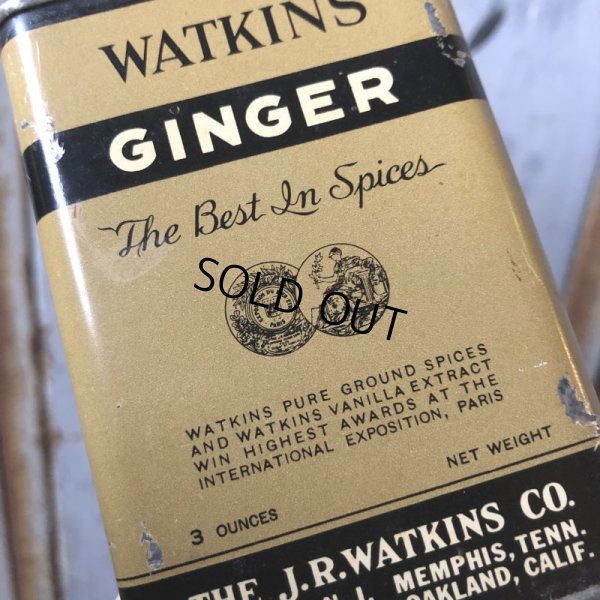 WATKINS
GINGER
The Best In Spices
PARIS
SOLD OUT
WATKINS PURE GROUND SPICES
AND WATKINS VANILLA EXTRACT
WIN HIGHEST AWARDS AT THE
INTERNATIONAL EXPOSITION, PARIS
3 OUNCES NET WEIGHT
THE J.R.WATKINS CO.
MEMPHIS, TENN.
OAKLAND, CALIF.